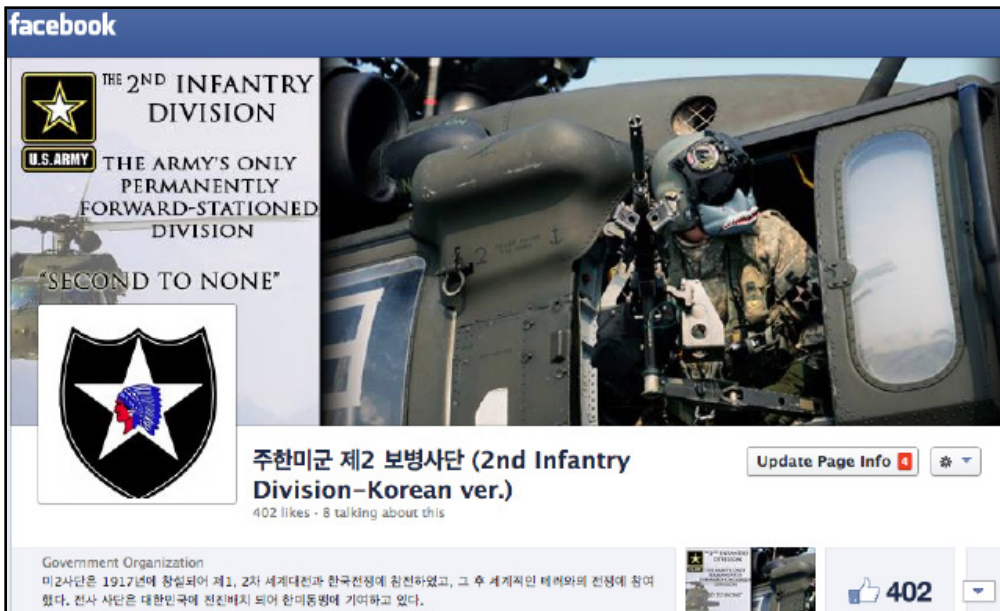 facebook
THE 2ND INFANTRY
DIVISION
U.S.ARMY
THE ARMY'S ONLY
PERMANENTLY
FORWARD-STATIONED
DIVISION
"SECOND TO NONE"
주한미군 제2 보병사단 (2nd Infantry
Division-Korean ver.)
402 likes · 8 talking about this
Update Page Info 4
Government Organization
미2사단은 1917년에 창설되어 제1, 2차 세계대전과 한국전쟁에 참전하였고, 그 후 세계적인 테러와의 전쟁에 참여
했다. 전사 사단은 대한민국에 전진배치 되어 한미동맹에 기여하고 있다.
402